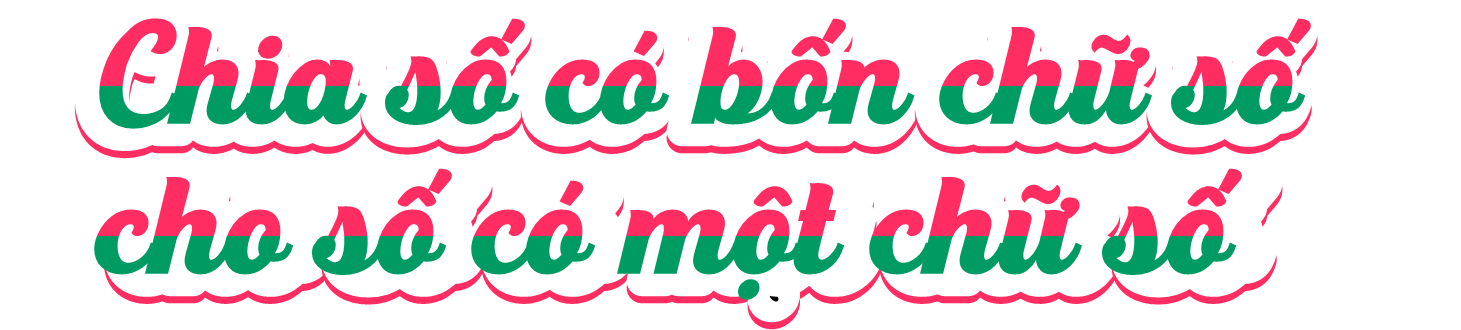 Chia số có bốn chữ số
cho số có một chữ số